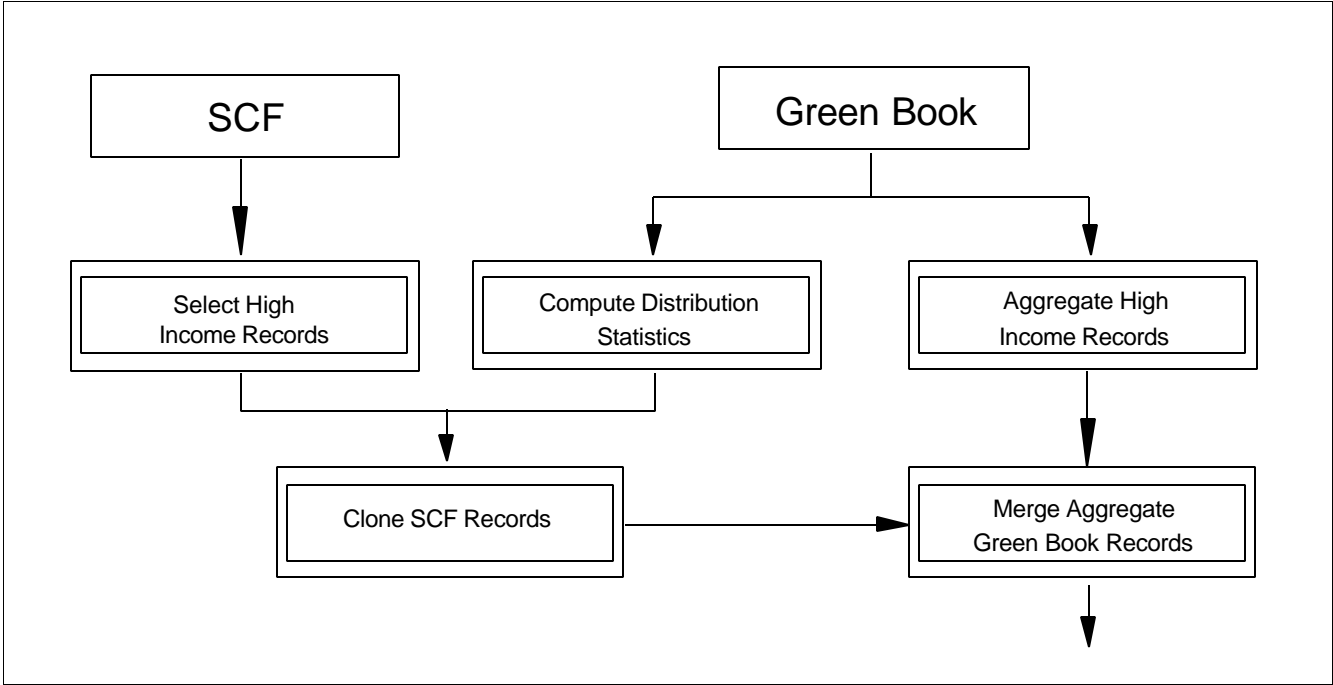 SCF
Green Book
Select High
Income Records
Compute Distribution
Statistics
Aggregate High
Income Records
Clone SCF Records
Merge Aggregate
Green Book Records